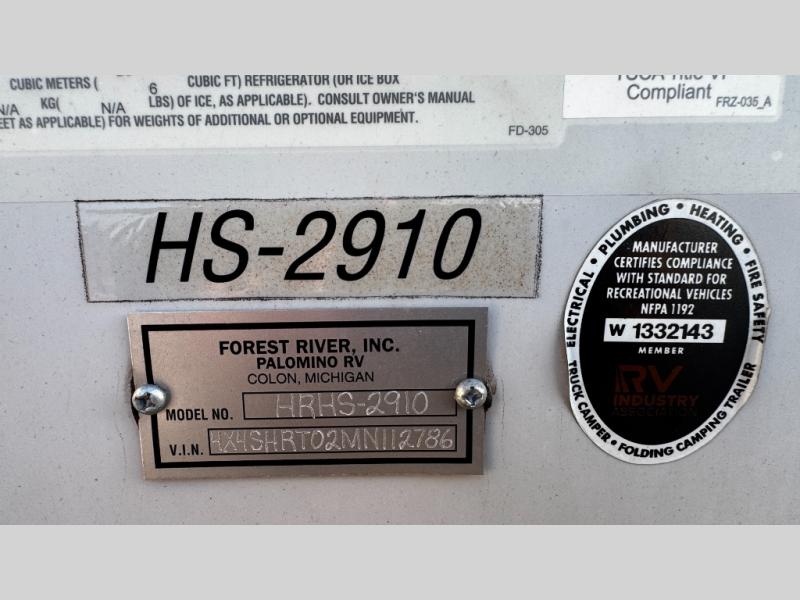 CUBIC METERS ( 6 CUBIC FT) REFRIGERATOR (OR ICE BOX
N/A KG( N/A LBS) OF ICE, AS APPLICABLE). CONSULT OWNER'S MANUAL
EET AS APPLICABLE) FOR WEIGHTS OF ADDITIONAL OR OPTIONAL EQUIPMENT.
FD-305
TSCA Title VI
Compliant
FRZ-035_A
HS-2910
FOREST RIVER, INC.
PALOMINO RV
COLON, MICHIGAN
MODEL NO. HRHS-2910
V.I.N. 4X4SHRT02MN112786
ELECTRICAL • PLUMBING • HEATING • FIRE SAFETY
MANUFACTURER
CERTIFIES COMPLIANCE
WITH STANDARD FOR
RECREATIONAL VEHICLES
NFPA 1192
W 1332143
MEMBER
RV
INDUSTRY
ASSOCIATION
TRUCK CAMPER • FOLDING CAMPING TRAILER